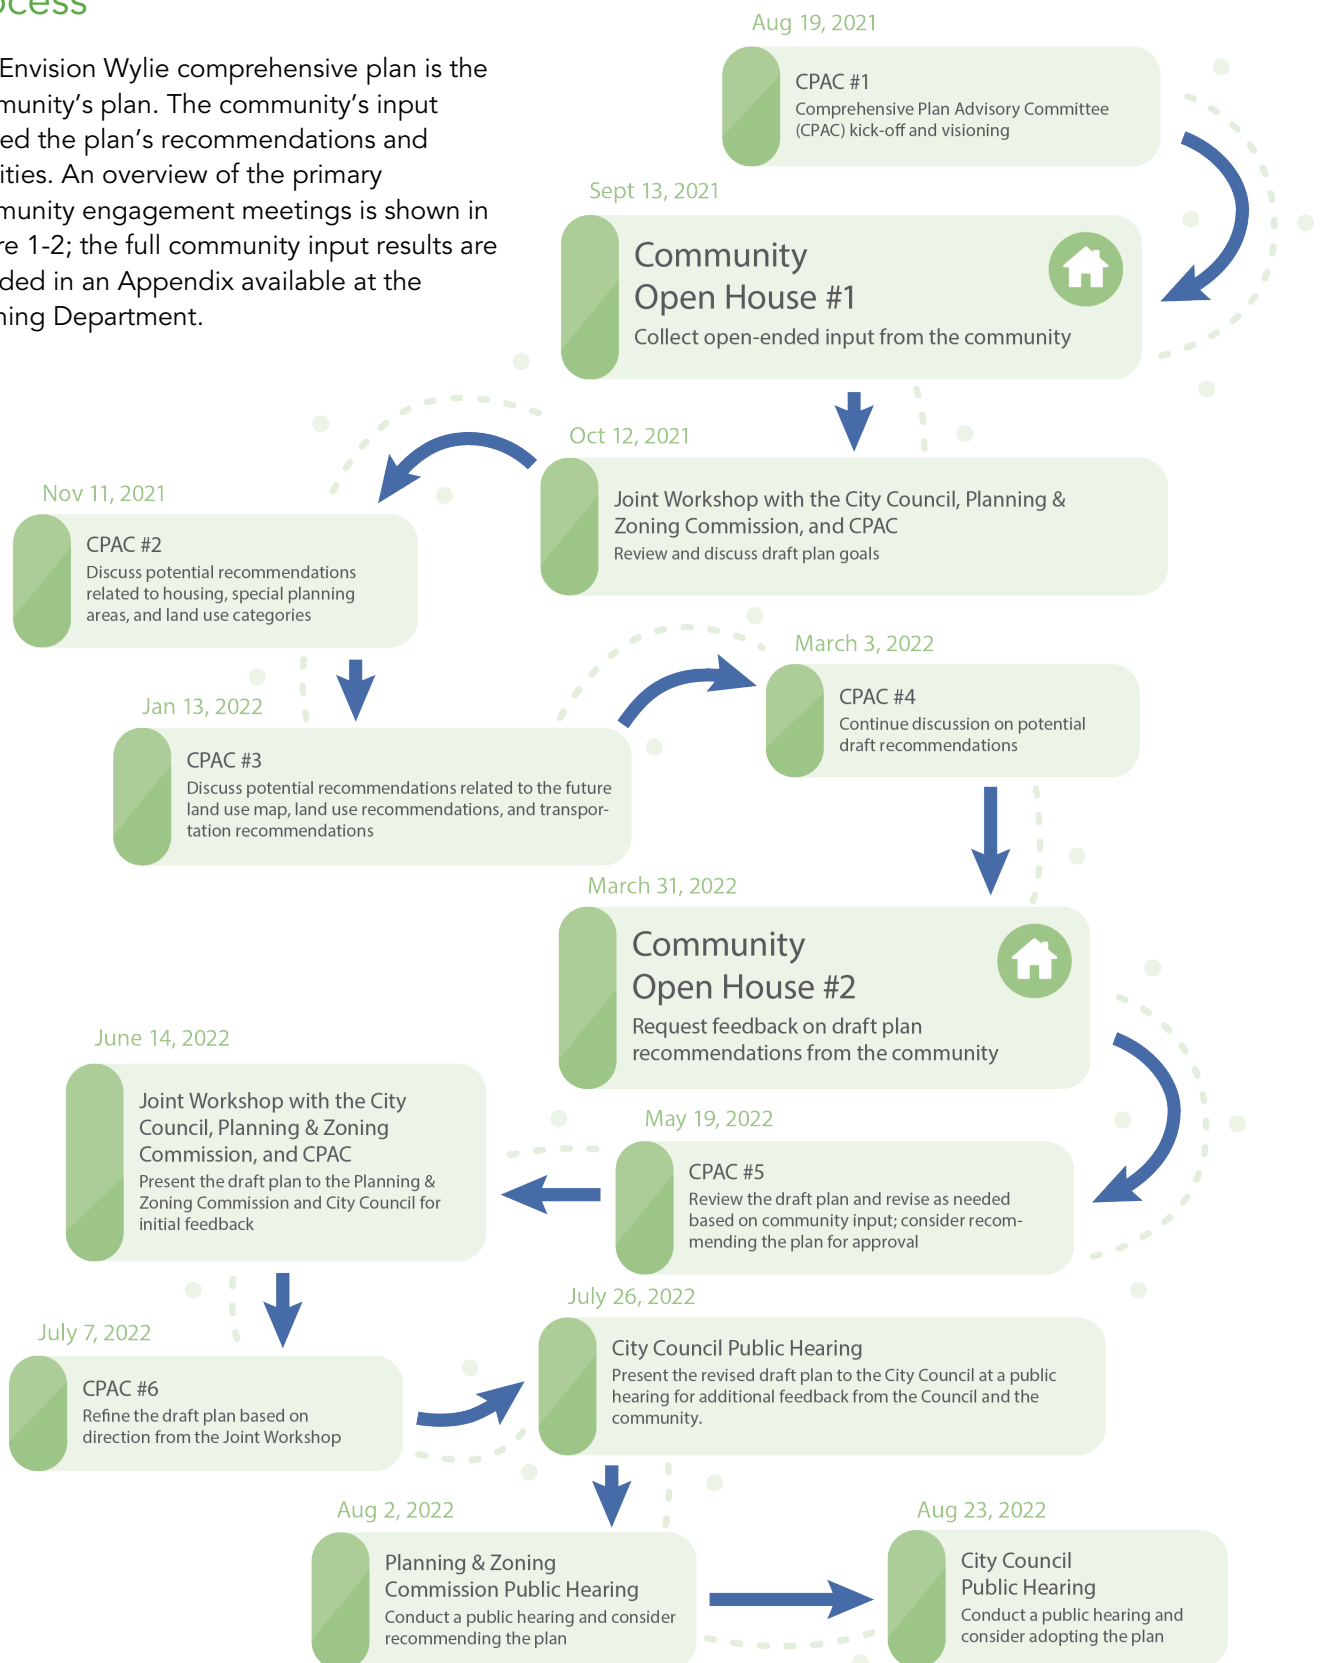 ocess
Envision Wylie comprehensive plan is the
munity's plan. The community's input
ed the plan's recommendations and
ities. An overview of the primary
munity engagement meetings is shown in
re 1-2; the full community input results are
ded in an Appendix available at the
ning Department.
Aug 19, 2021
CPAC #1
Comprehensive Plan Advisory Committee
(CPAC) kick-off and visioning
Sept 13, 2021
Community
Open House #1
Collect open-ended input from the community
Oct 12, 2021
Joint Workshop with the City Council, Planning &
Zoning Commission, and CPAC
Review and discuss draft plan goals
Nov 11, 2021
CPAC #2
Discuss potential recommendations
related to housing, special planning
areas, and land use categories
Jan 13, 2022
CPAC #3
Discuss potential recommendations related to the future
land use map, land use recommendations, and transpor-
tation recommendations
March 3, 2022
CPAC #4
Continue discussion on potential
draft recommendations
March 31, 2022
Community
Open House #2
Request feedback on draft plan
recommendations from the community
May 19, 2022
CPAC #5
Review the draft plan and revise as needed
based on community input; consider recom-
mending the plan for approval
June 14, 2022
Joint Workshop with the City
Council, Planning & Zoning
Commission, and CPAC
Present the draft plan to the Planning &
Zoning Commission and City Council for
initial feedback
July 7, 2022
CPAC #6
Refine the draft plan based on
direction from the Joint Workshop
July 26, 2022
City Council Public Hearing
Present the revised draft plan to the City Council at a public
hearing for additional feedback from the Council and the
community.
Aug 2, 2022
Planning & Zoning
Commission Public Hearing
Conduct a public hearing and consider
recommending the plan
Aug 23, 2022
City Council
Public Hearing
Conduct a public hearing and
consider adopting the plan